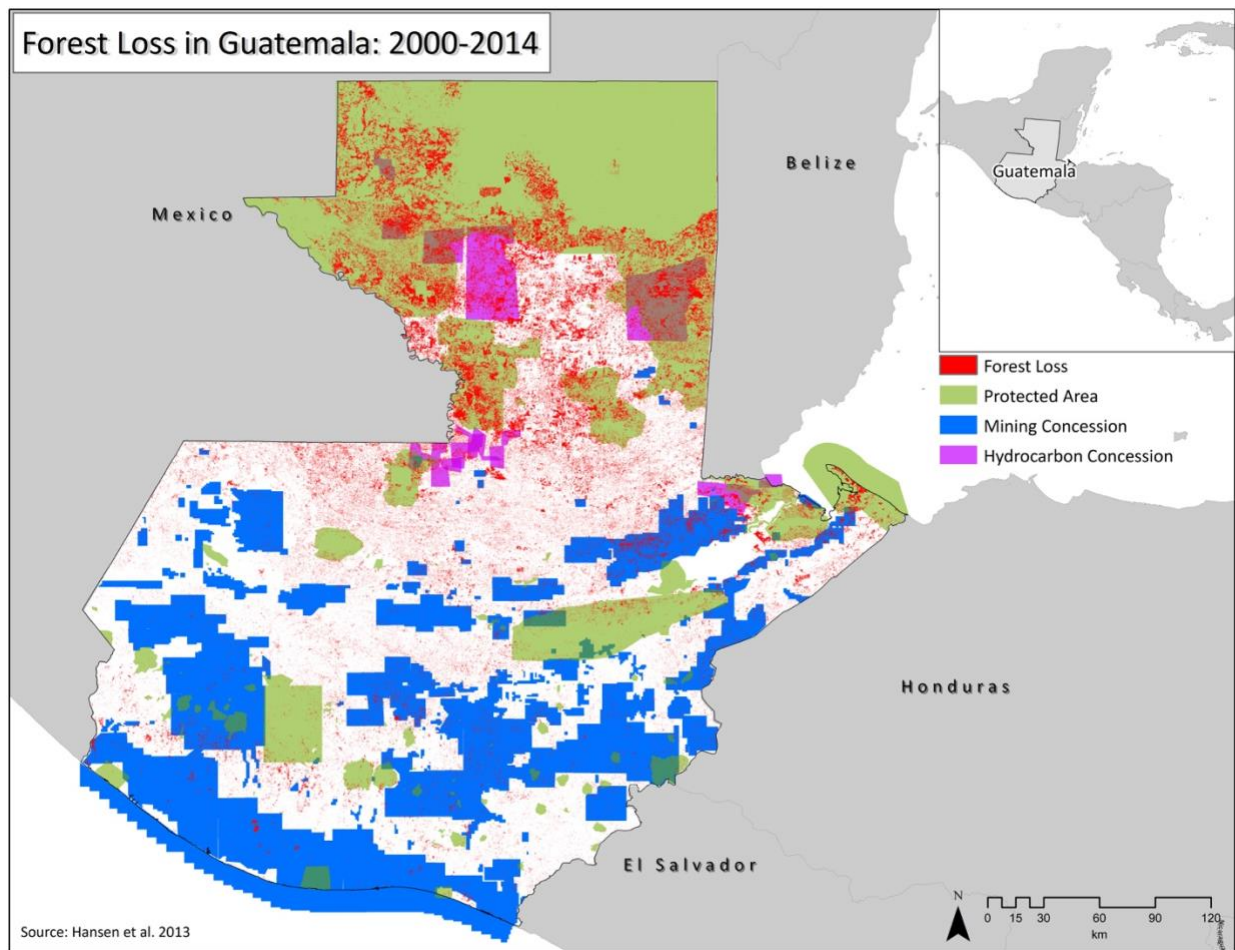 Forest Loss in Guatemala: 2000-2014
Belize
Guatemala
Mexico
Forest Loss
Protected Area
Mining Concession
Hydrocarbon Concession
Honduras
El Salvador
N
0 15 30 60 90 120
km
Source: Hansen et al. 2013